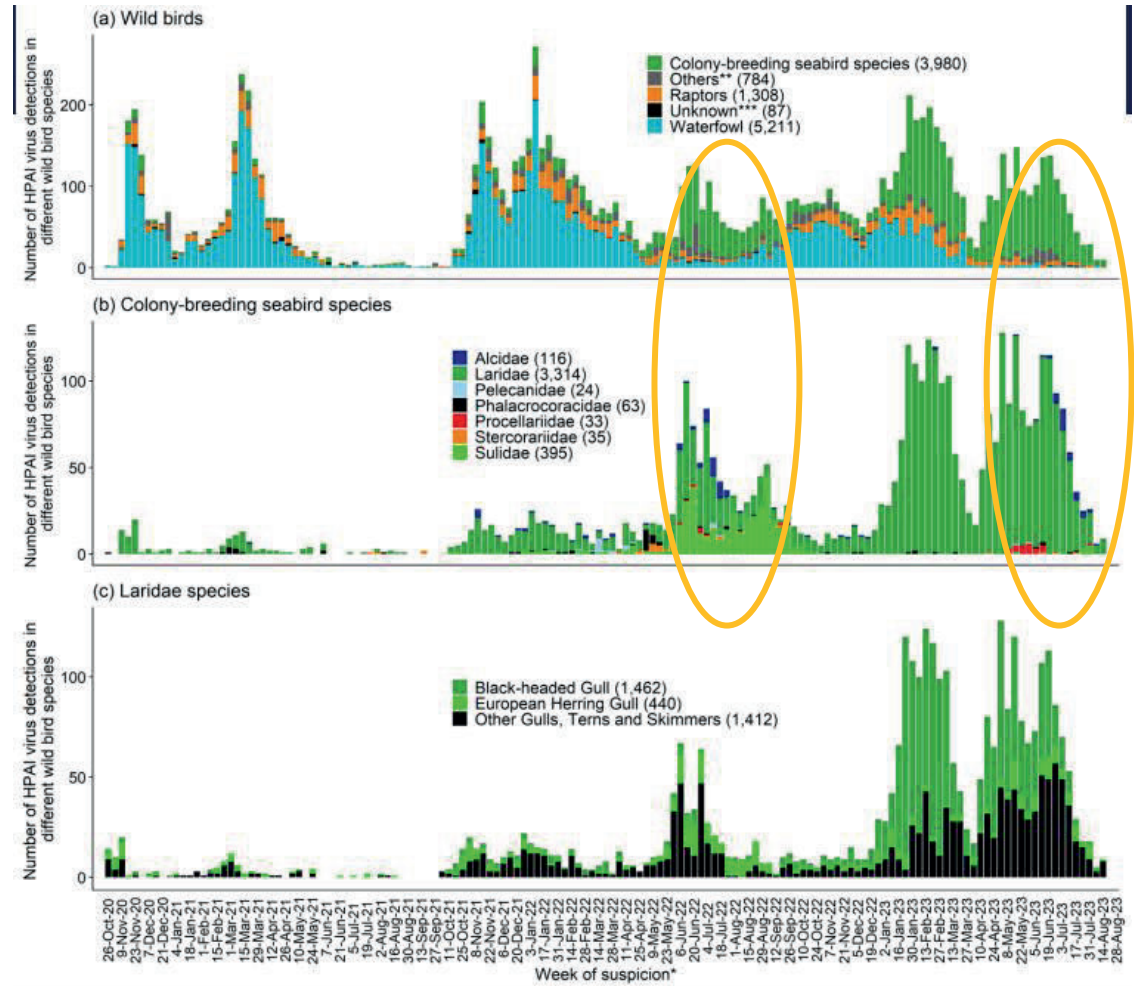 (a) Wild birds
Number of HPAI virus detections in
different wild bird species
200
100
0
Colony-breeding seabird species (3,980)
Others** (784)
Raptors (1,308)
Unknown*** (87)
Waterfowl (5,211)
(b) Colony-breeding seabird species
Number of HPAI virus detections in
different wild bird species
100
50
0
Alcidae (116)
Laridae (3,314)
Pelecanidae (24)
Phalacrocoracidae (63)
Procellariidae (33)
Stercorariidae (35)
Sulidae (395)
(c) Laridae species
Number of HPAI virus detections in
different wild bird species
100
50
0
Black-headed Gull (1,462)
European Herring Gull (440)
Other Gulls, Terns and Skimmers (1,412)
26-Oct-20
9-Nov-20
23-Nov-20
7-Dec-20
21-Dec-20
4-Jan-21
18-Jan-21
1-Feb-21
15-Feb-21
1-Mar-21
15-Mar-21
29-Mar-21
12-Apr-21
26-Apr-21
10-May-21
24-May-21
7-Jun-21
21-Jun-21
5-Jul-21
19-Jul-21
2-Aug-21
16-Aug-21
30-Aug-21
13-Sep-21
27-Sep-21
11-Oct-21
25-Oct-21
8-Nov-21
22-Nov-21
6-Dec-21
20-Dec-21
3-Jan-22
17-Jan-22
31-Jan-22
14-Feb-22
28-Feb-22
14-Mar-22
28-Mar-22
11-Apr-22
25-Apr-22
9-May-22
23-May-22
6-Jun-22
20-Jun-22
4-Jul-22
18-Jul-22
1-Aug-22
15-Aug-22
29-Aug-22
12-Sep-22
26-Sep-22
10-Oct-22
24-Oct-22
7-Nov-22
21-Nov-22
5-Dec-22
19-Dec-22
2-Jan-23
16-Jan-23
30-Jan-23
13-Feb-23
27-Feb-23
13-Mar-23
27-Mar-23
10-Apr-23
24-Apr-23
8-May-23
22-May-23
5-Jun-23
19-Jun-23
3-Jul-23
17-Jul-23
31-Jul-23
14-Aug-23
28-Aug-23
Week of suspicion*